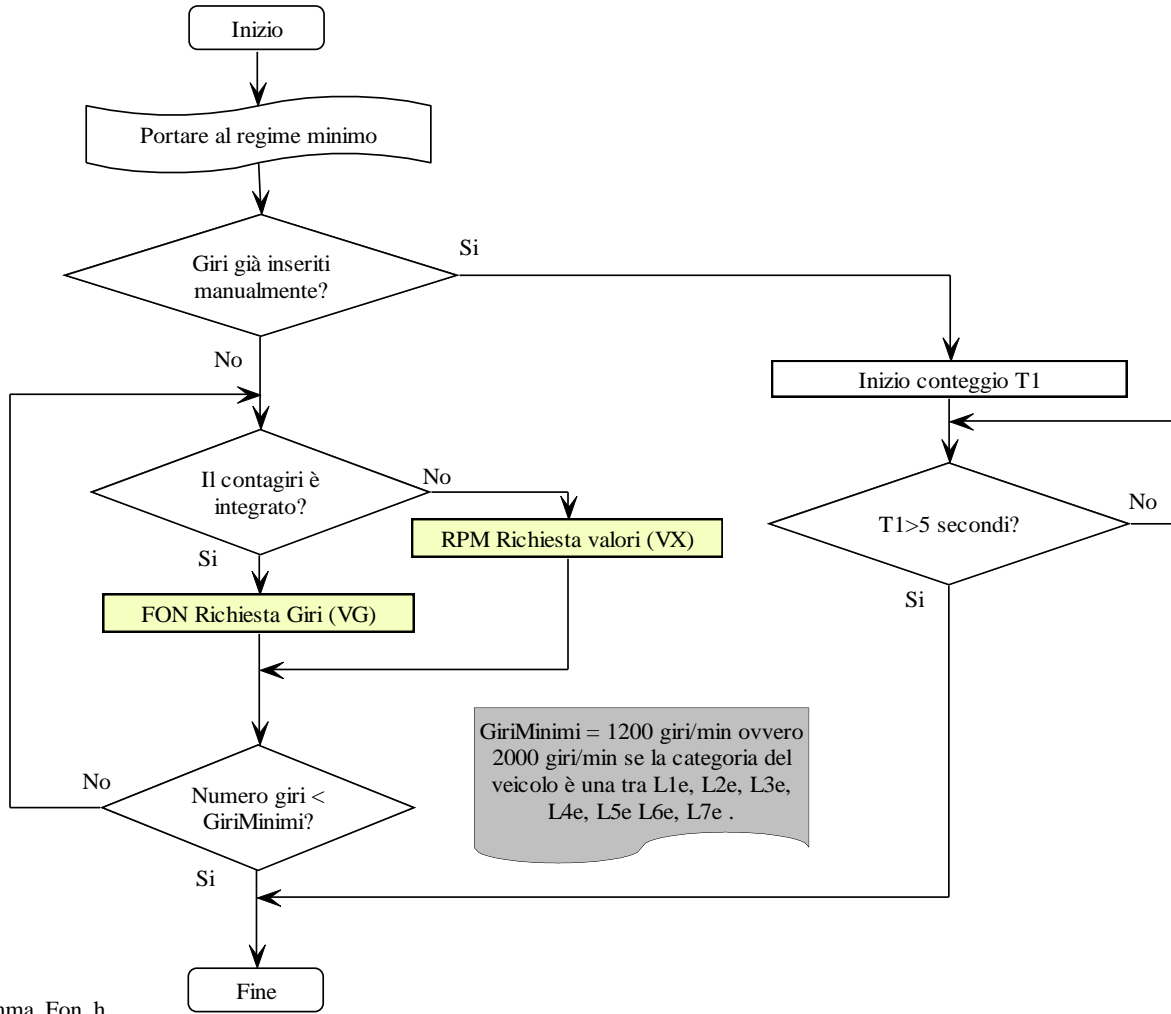 Inizio
Portare al regime minimo
Giri già inseriti
manualmente?
Si
No
Inizio conteggio T1
Il contagiri è
integrato?
No
RPM Richiesta valori (VX)
T1>5 secondi?
No
Si
FON Richiesta Giri (VG)
Si
GiriMinimi = 1200 giri/min ovvero
2000 giri/min se la categoria del
veicolo è una tra L1e, L2e, L3e,
L4e, L5e L6e, L7e .
No
Numero giri <
GiriMinimi?
Si
Fine